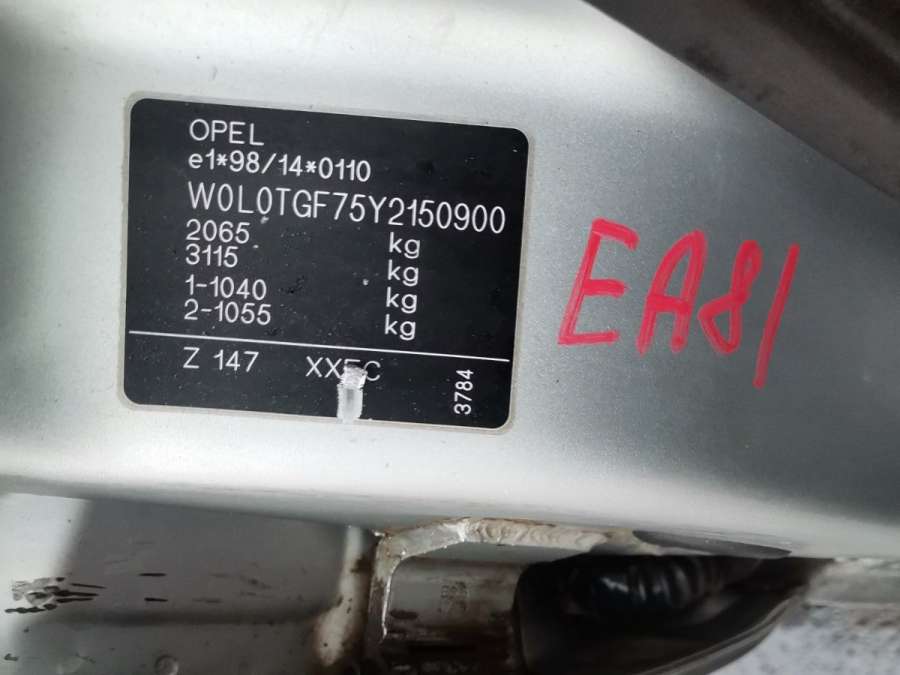 OPEL
e1*98/14*0110
W0L0TGF75Y2150900
2065 kg
3115 kg
1-1040 kg
2-1055 kg
Z 147 XXEC
3784
EA81